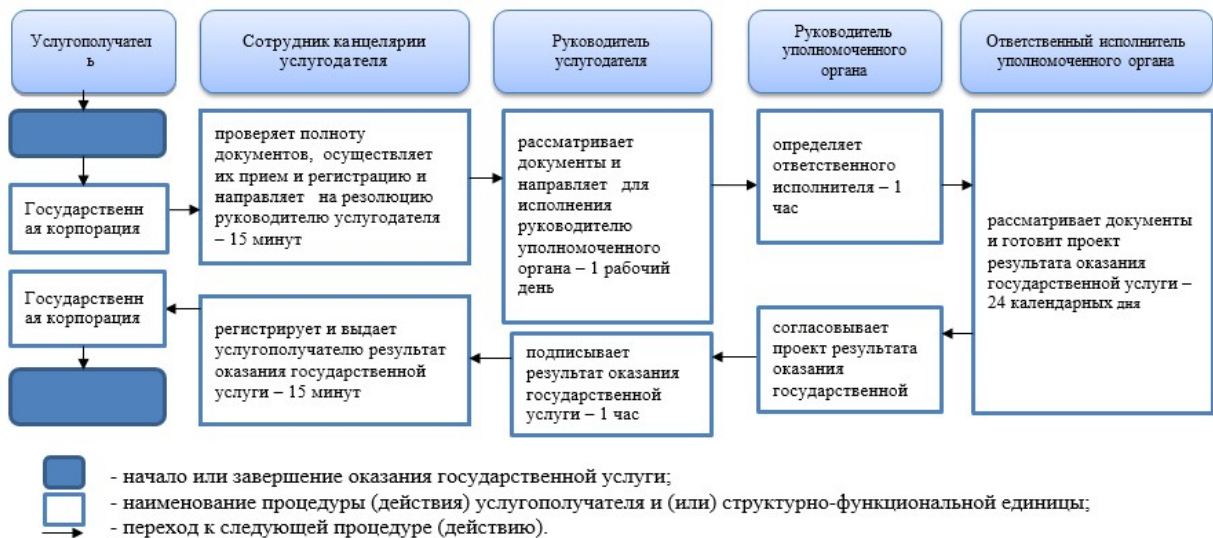 Услугополучател
ь
Сотрудник канцелярии
услугодателя
Руководитель
услугодателя
Руководитель
уполномоченного
органа
Ответственный исполнитель
уполномоченного органа
проверяет полноту
документов, осуществляет
их прием и регистрацию и
направляет на резолюцию
руководителю услугодателя
– 15 минут
рассматривает
документы и
направляет для
исполнения
руководителю
уполномоченного
органа – 1 рабочий
день
определяет
ответственного
исполнителя – 1
час
рассматривает документы
и готовит проект
результата оказания
государственной услуги –
24 календарных дня
Государственн
ая корпорация
Государственн
ая корпорация
регистрирует и выдает
услугополучателю результат
оказания государственной
услуги – 15 минут
подписывает
результат оказания
государственной
услуги – 1 час
согласовывает
проект результата
оказания
государственной
- начало или завершение оказания государственной услуги;
- наименование процедуры (действия) услугополучателя и (или) структурно-функциональной единицы;
- переход к следующей процедуре (действию).